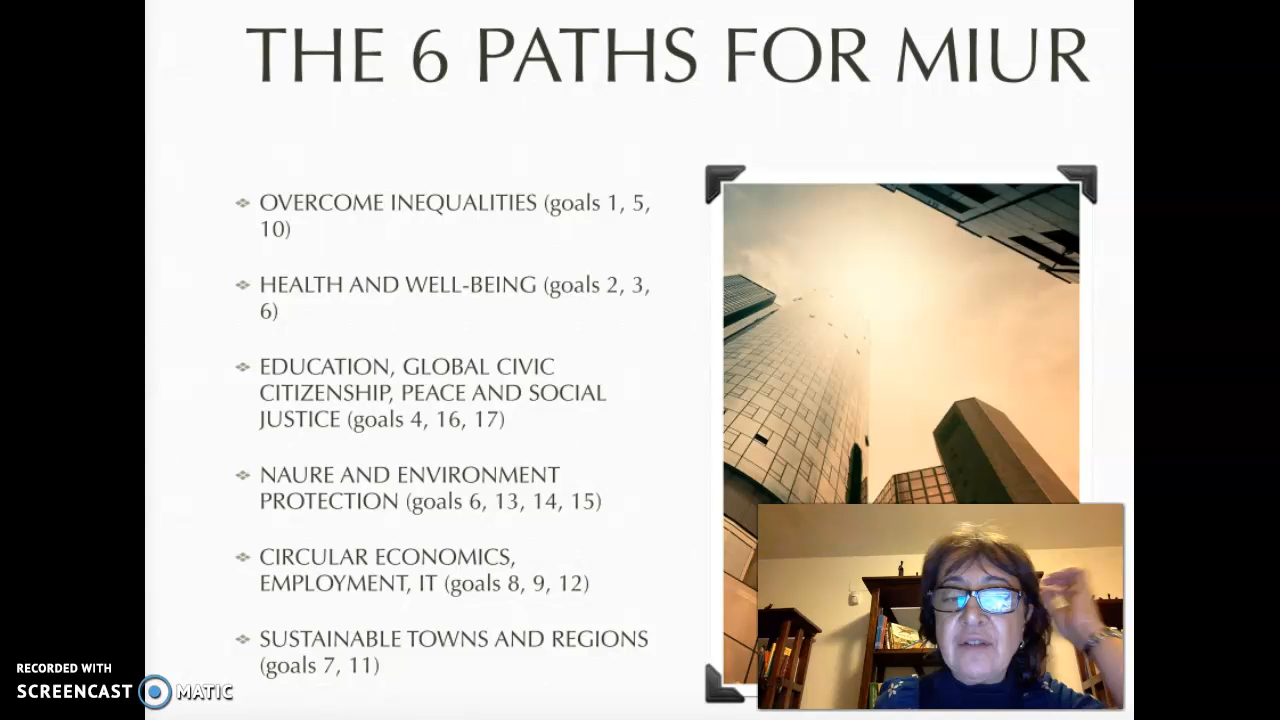 THE 6 PATHS FOR MIUR
OVERCOME INEQUALITIES (goals 1, 5,
10)
HEALTH AND WELL-BEING (goals 2, 3,
6)
EDUCATION, GLOBAL CIVIC
CITIZENSHIP, PEACE AND SOCIAL
JUSTICE (goals 4, 16, 17)
NAURE AND ENVIRONMENT
PROTECTION (goals 6, 13, 14, 15)
CIRCULAR ECONOMICS,
EMPLOYMENT, IT (goals 8, 9, 12)
SUSTAINABLE TOWNS AND REGIONS
(goals 7, 11)
RECORDED WITH
SCREENCAST MATIC